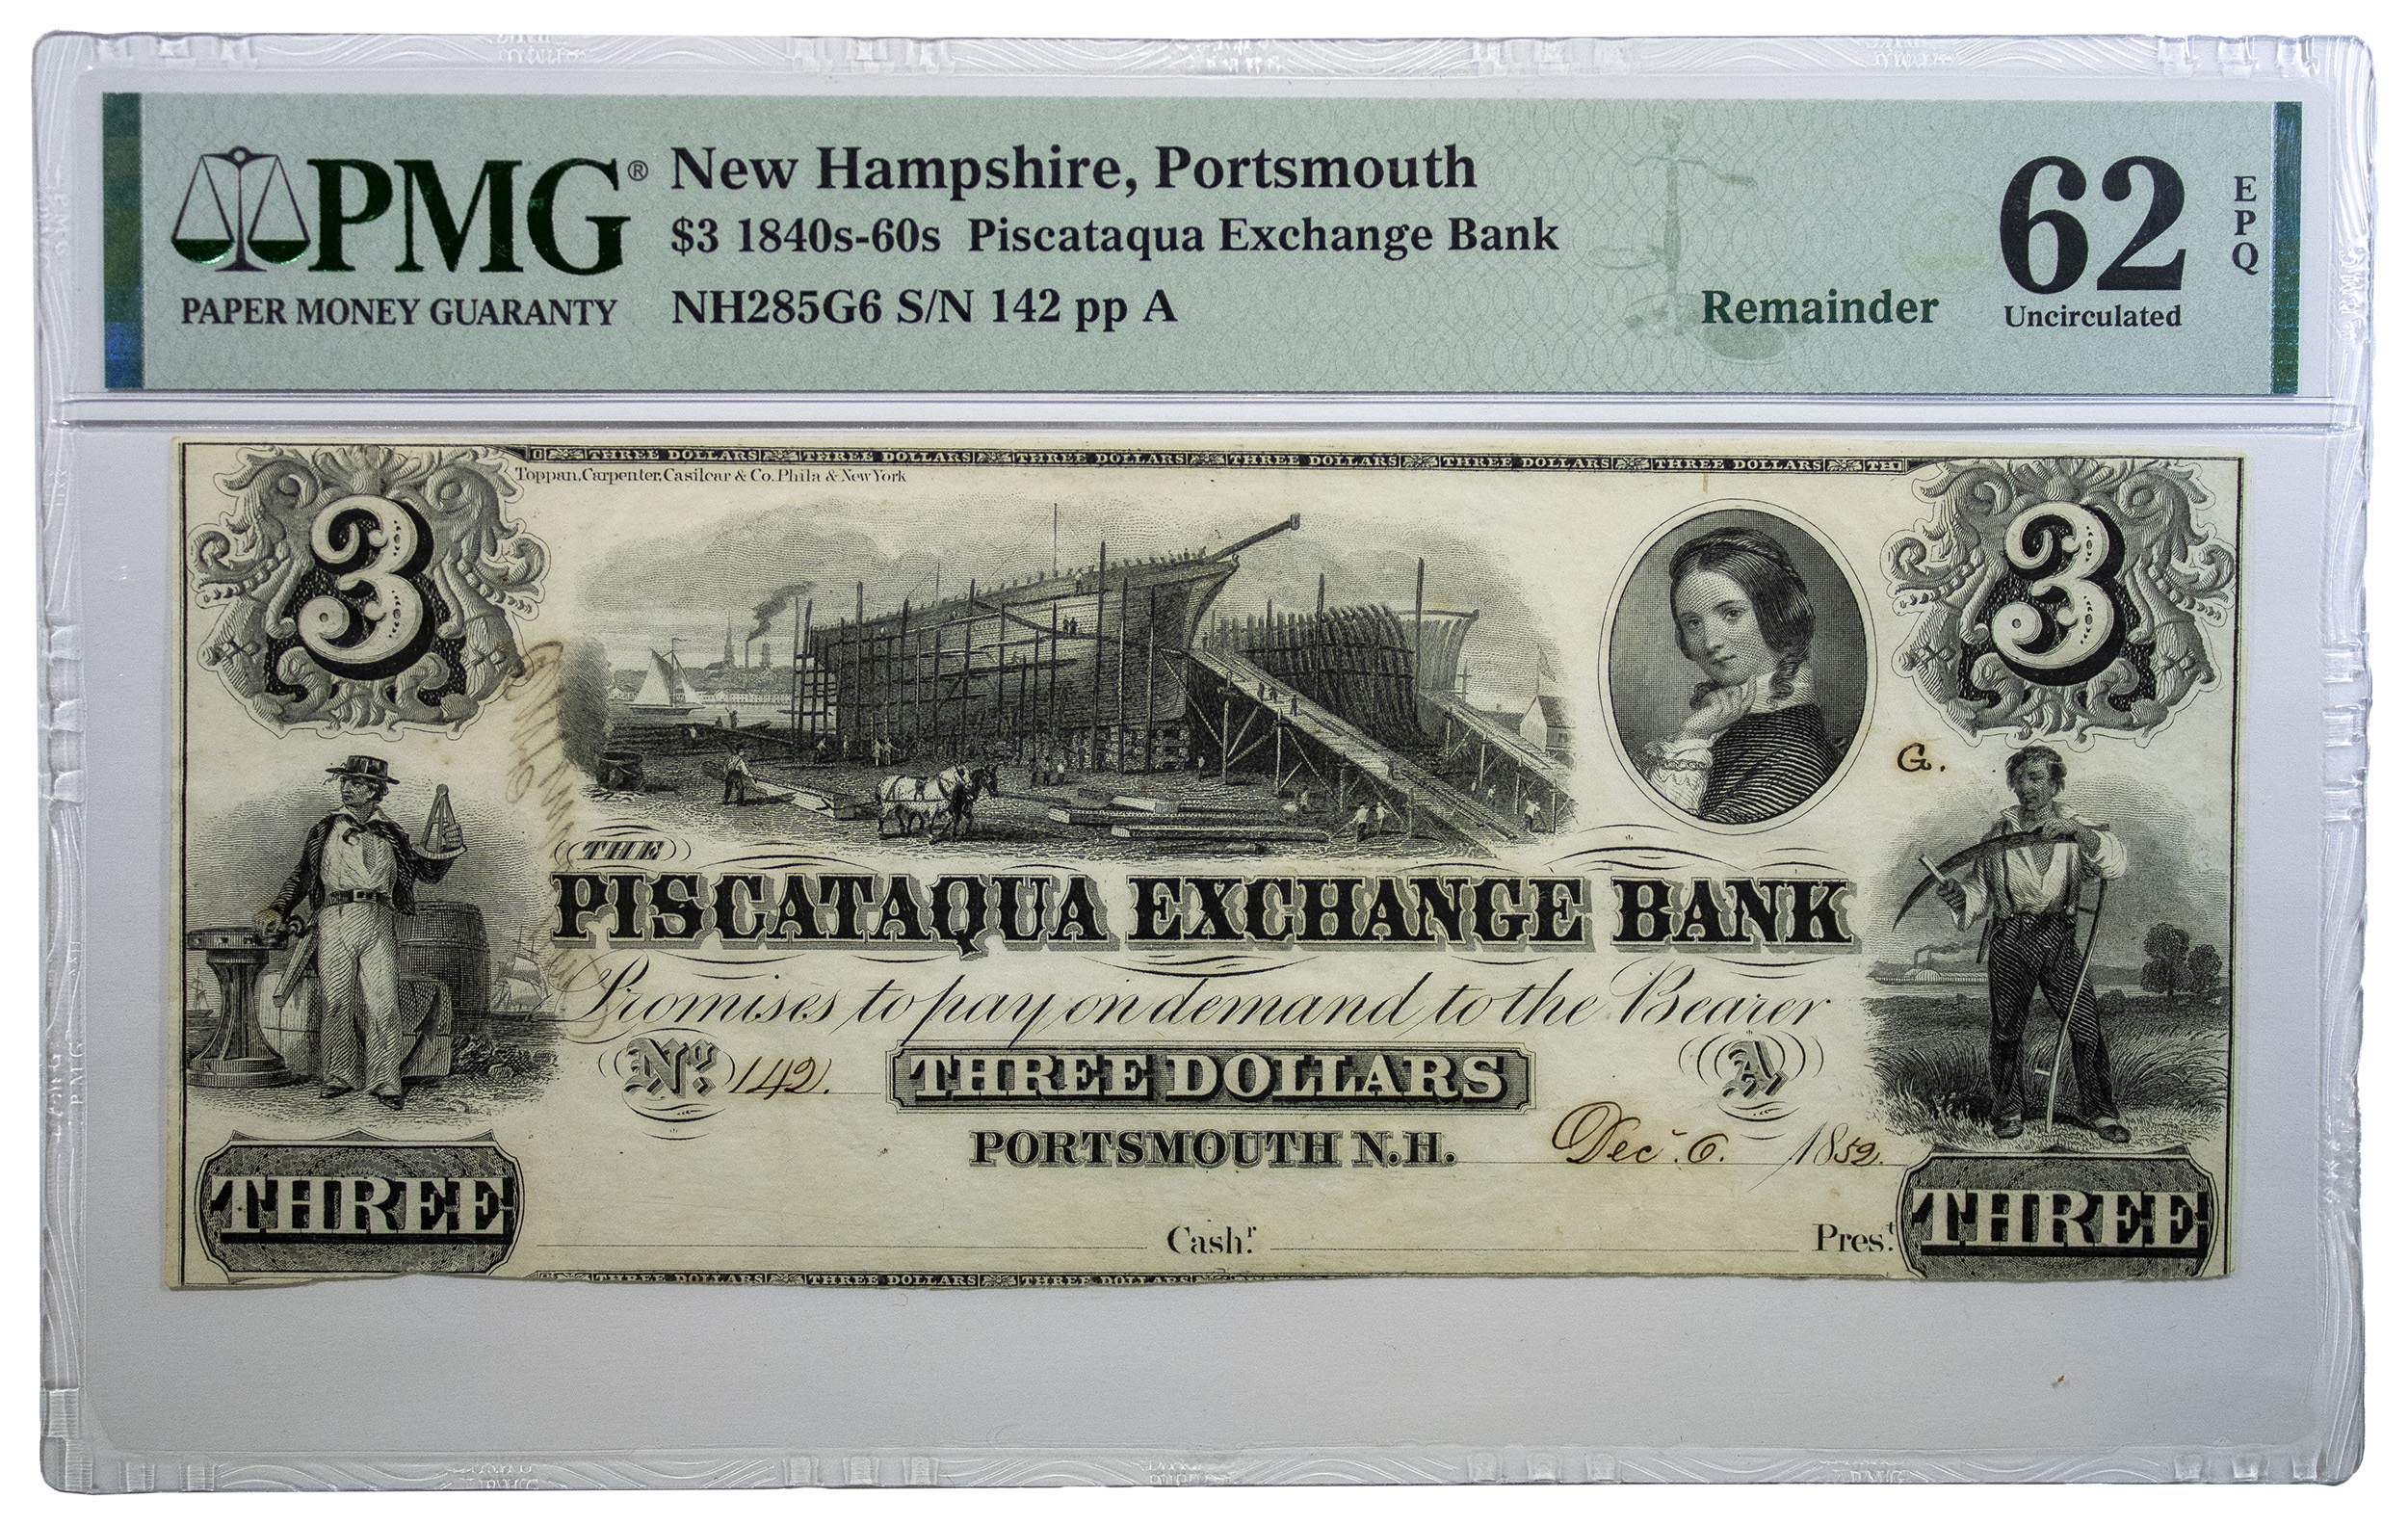 PMG®
PAPER MONEY GUARANTY
New Hampshire, Portsmouth
$3 1840s-60s Piscataqua Exchange Bank
NH285G6 S/N 142 pp A
Remainder
62
Uncirculated
EPQ
THREE DOLLARS THREE DOLLARS THREE DOLLARS THREE DOLLARS THREE DOLLARS THREE DOLLARS TH
Toppan, Carpenter, Casilear & Co. Phila & New York
3
3
G.
THE
PISCATAQUA EXCHANGE BANK
Promises to pay on demand to the Bearer
No. 142.
THREE DOLLARS
A
PORTSMOUTH N.H.
Dec. 6. 1852.
THREE
Cash.r
Pres.t
THREE
THREE DOLLARS THREE DOLLARS THREE DOLLARS